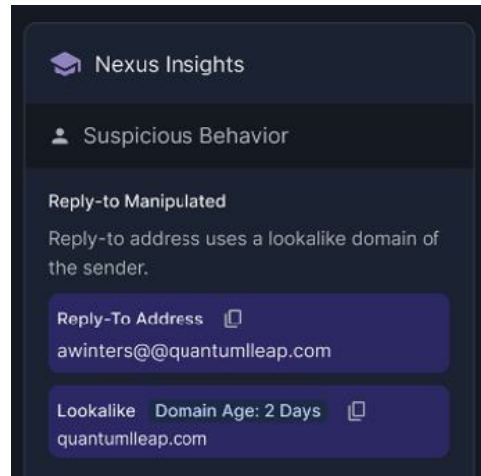 Nexus Insights
Suspicious Behavior
Reply-to Manipulated
Reply-to address uses a lookalike domain of
the sender.
Reply-To Address
awinters@@quantumlleap.com
Lookalike Domain Age: 2 Days
quantumlleap.com